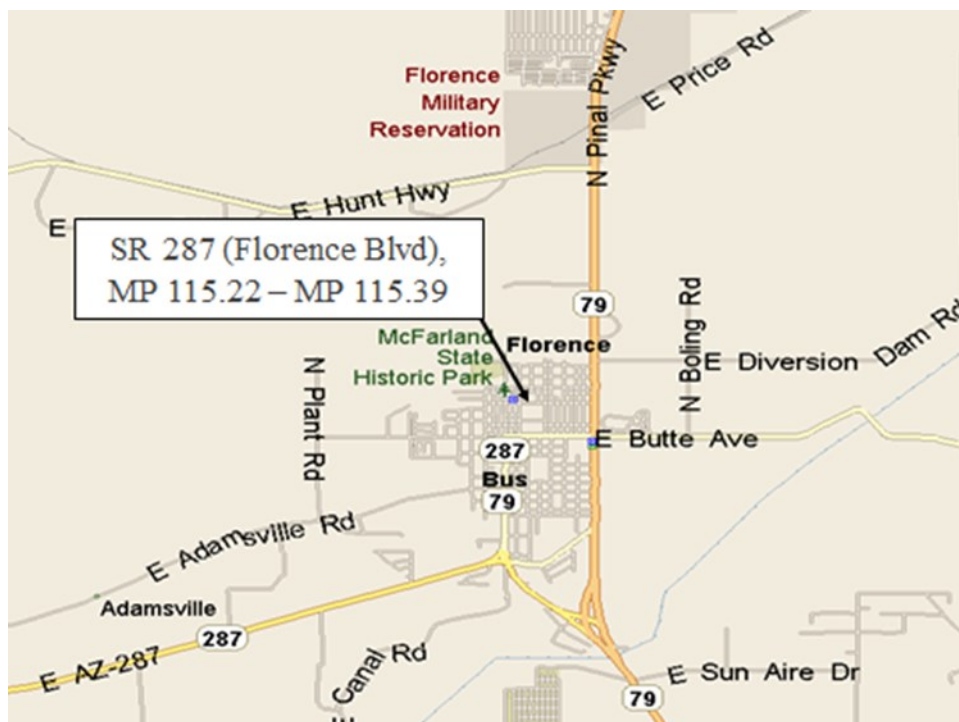 Florence
Military
Reservation
N Pinal Pkwy
E Price Rd
E Hunt Hwy
E
SR 287 (Florence Blvd),
MP 115.22 – MP 115.39
79
McFarland
State
Historic Park
Florence
N Boling Rd
E Diversion Dam Rd
N Plant Rd
287
E Butte Ave
Bus
79
E Adamsville Rd
Adamsville
287
E AZ-287
E Canal Rd
E Sun Aire Dr
79